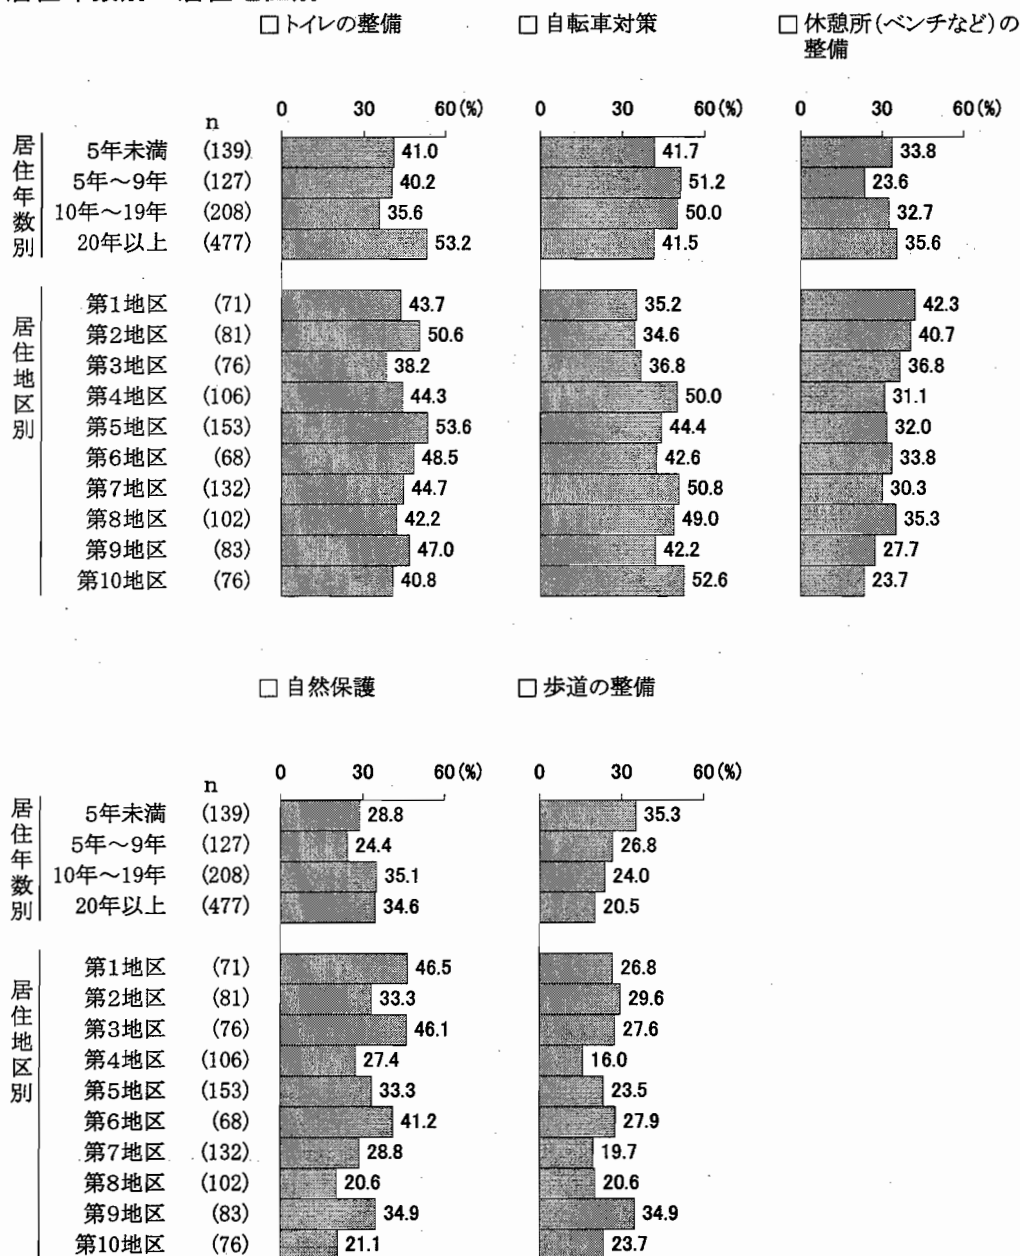 □トイレの整備 □自転車対策 □休憩所(ベンチなど)の
整備
0 30 60(%) 0 30 60(%) 0 30 60(%)
n
居住年数別
5年未満 (139) 41.0 41.7 33.8
5年～9年 (127) 40.2 51.2 23.6
10年～19年 (208) 35.6 50.0 32.7
20年以上 (477) 53.2 41.5 35.6
居住地区別
第1地区 (71) 43.7 35.2 42.3
第2地区 (81) 50.6 34.6 40.7
第3地区 (76) 38.2 36.8 36.8
第4地区 (106) 44.3 50.0 31.1
第5地区 (153) 53.6 44.4 32.0
第6地区 (68) 48.5 42.6 33.8
第7地区 (132) 44.7 50.8 30.3
第8地区 (102) 42.2 49.0 35.3
第9地区 (83) 47.0 42.2 27.7
第10地区 (76) 40.8 52.6 23.7
□自然保護 □歩道の整備
0 30 60(%) 0 30 60(%)
n
居住年数別
5年未満 (139) 28.8 35.3
5年～9年 (127) 24.4 26.8
10年～19年 (208) 35.1 24.0
20年以上 (477) 34.6 20.5
居住地区別
第1地区 (71) 46.5 26.8
第2地区 (81) 33.3 29.6
第3地区 (76) 46.1 27.6
第4地区 (106) 27.4 16.0
第5地区 (153) 33.3 23.5
第6地区 (68) 41.2 27.9
第7地区 (132) 28.8 19.7
第8地区 (102) 20.6 20.6
第9地区 (83) 34.9 34.9
第10地区 (76) 21.1 23.7